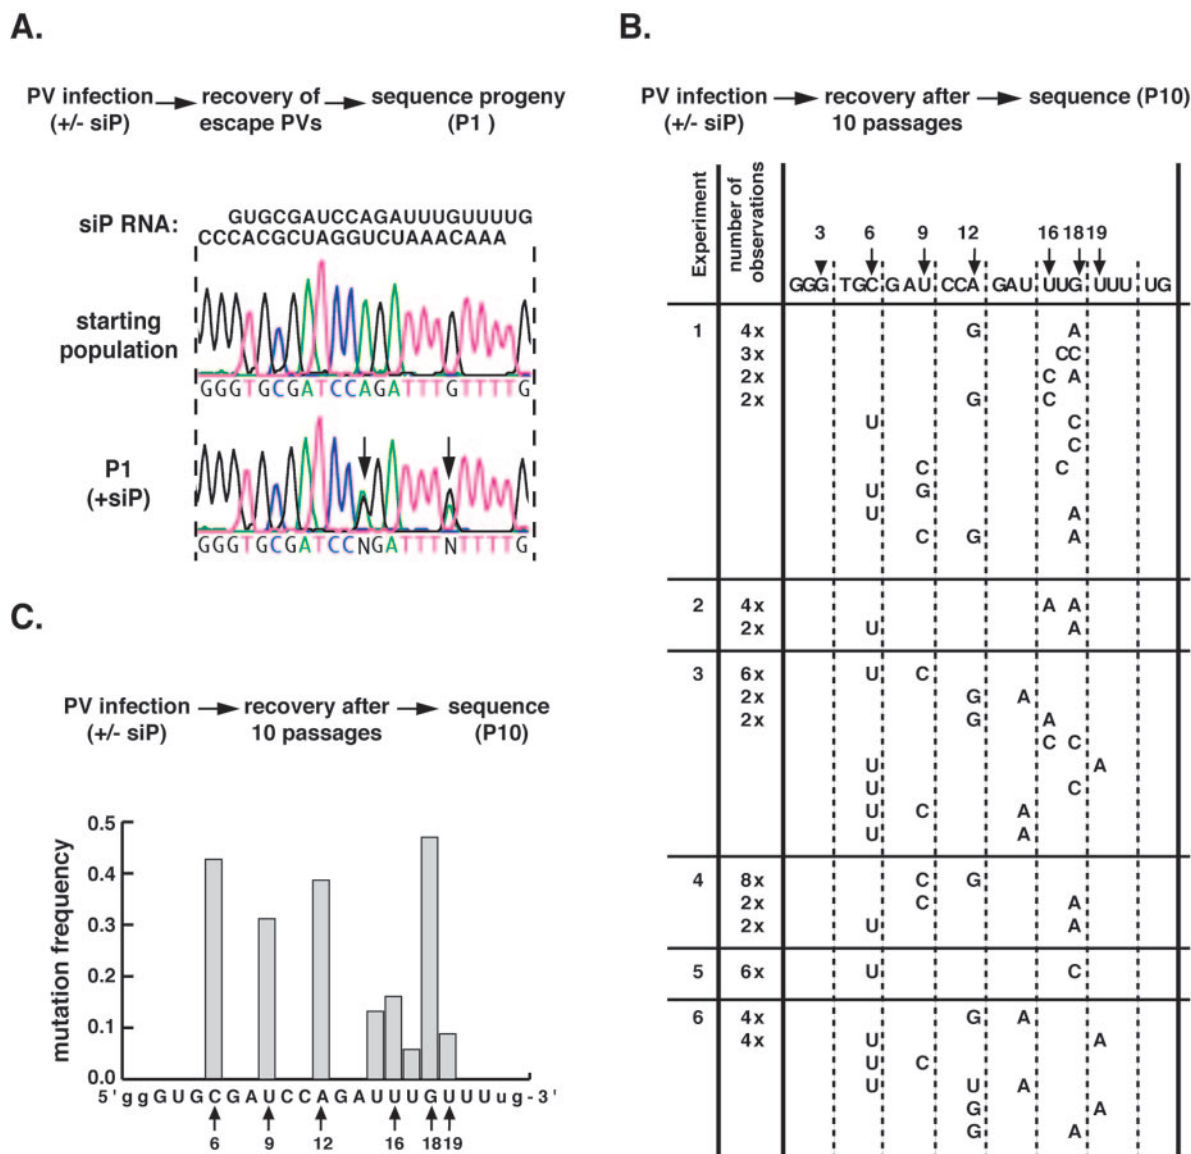 A.
PV infection → recovery of → sequence progeny
(+/- siP) escape PVs (P1 )
siP RNA: GUGCGAUCCAGAUUUGUUUUG
CCCACGCUAGGUCUAAACAAA
starting
population
GGGTGCGATCCAGATTTGTTTTG
P1
(+siP)
GGGTGCGATCCNGATTTNTTTTG
B.
PV infection → recovery after → sequence (P10)
(+/- siP) 10 passages
Experiment number of observations 3 6 9 12 16 18 19
GGG TGC GAU CCA GAU UUG UUU UG
1 4x G A
3x CC
2x C A
2x G C
U C
C
C C
U G
U A
C G A
2 4x A A
2x U A
3 6x U C
2x G A
2x G A
C C
U A
U C
U C A
U A
4 8x C G
2x C A
2x U A
5 6x U C
6 4x G A
4x U A
U C
U U A
G A
G A
C.
PV infection → recovery after → sequence
(+/- siP) 10 passages (P10)
mutation frequency
0.5
0.4
0.3
0.2
0.1
0.0
5'ggGUGCGAUCCAGAUUUGUUUug-3'
6 9 12 16 18 19